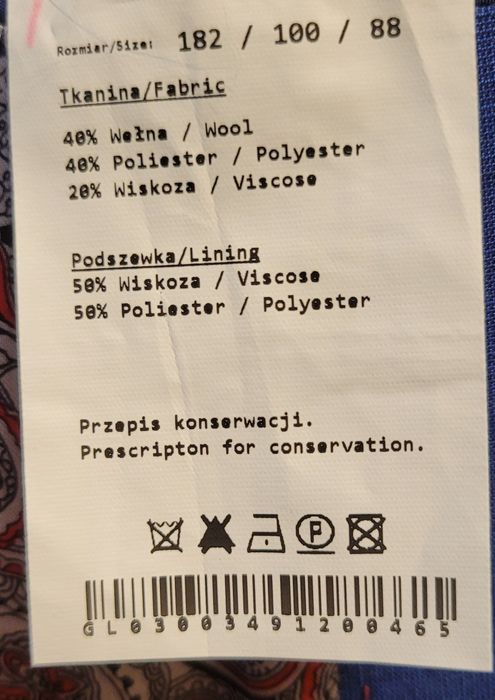 Rozmiar/Size: 182 / 100 / 88
Tkanina/Fabric
40% Wełna / Wool
40% Poliester / Polyester
20% Wiskoza / Viscose
Podszewka/Lining
50% Wiskoza / Viscose
50% Poliester / Polyester
Przepis konserwacji.
Prescripton for conservation.
P
GL03003491200465